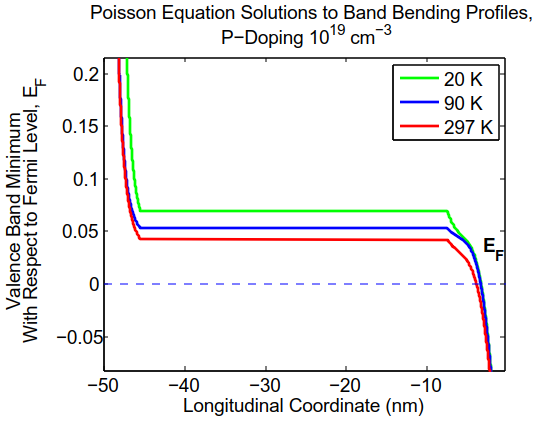 Poisson Equation Solutions to Band Bending Profiles,
P−Doping 10^19 cm^−3
Valence Band Minimum
With Respect to Fermi Level, E_F
0.2
0.15
0.1
0.05
0
−0.05
20 K
90 K
297 K
E_F
−50
−40
−30
−20
−10
Longitudinal Coordinate (nm)